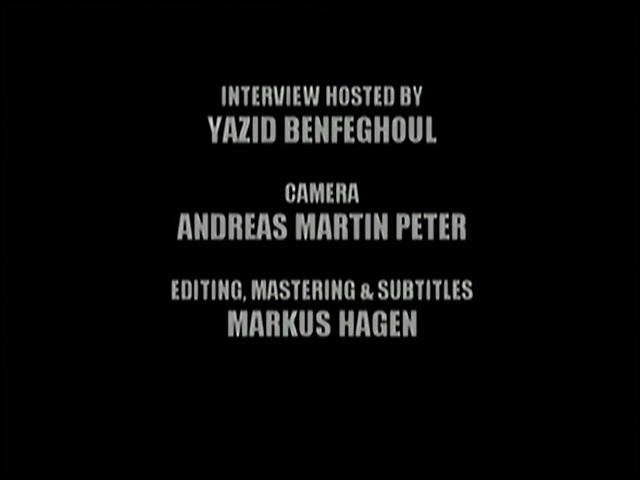 INTERVIEW HOSTED BY
YAZID BENFEGHOUL
CAMERA
ANDREAS MARTIN PETER
EDITING, MASTERING & SUBTITLES
MARKUS HAGEN